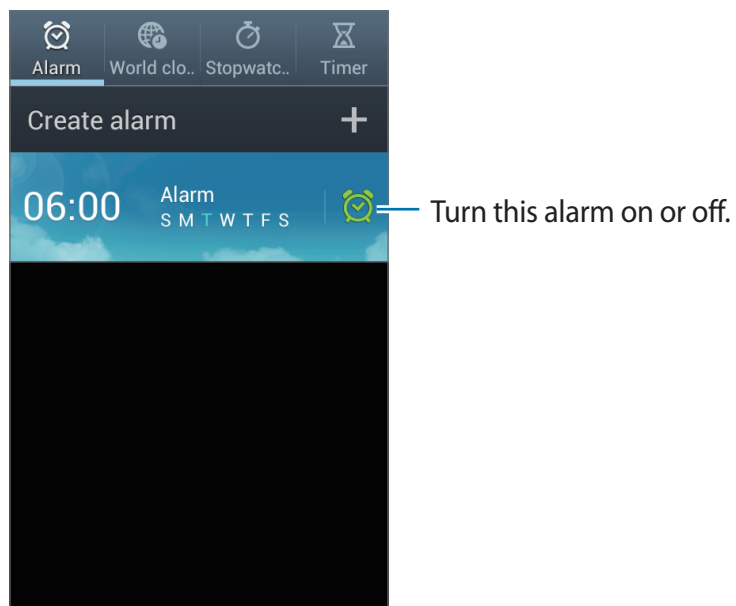 Alarm World clo.. Stopwatc.. Timer
Create alarm
06:00 Alarm
S M T W T F S
Turn this alarm on or off.